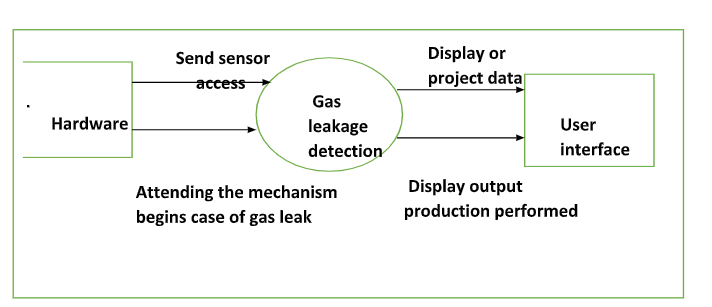 Send sensor
access
Display or
project data
Hardware
Gas
leakage
detection
User
interface
Attending the mechanism
begins case of gas leak
Display output
production performed